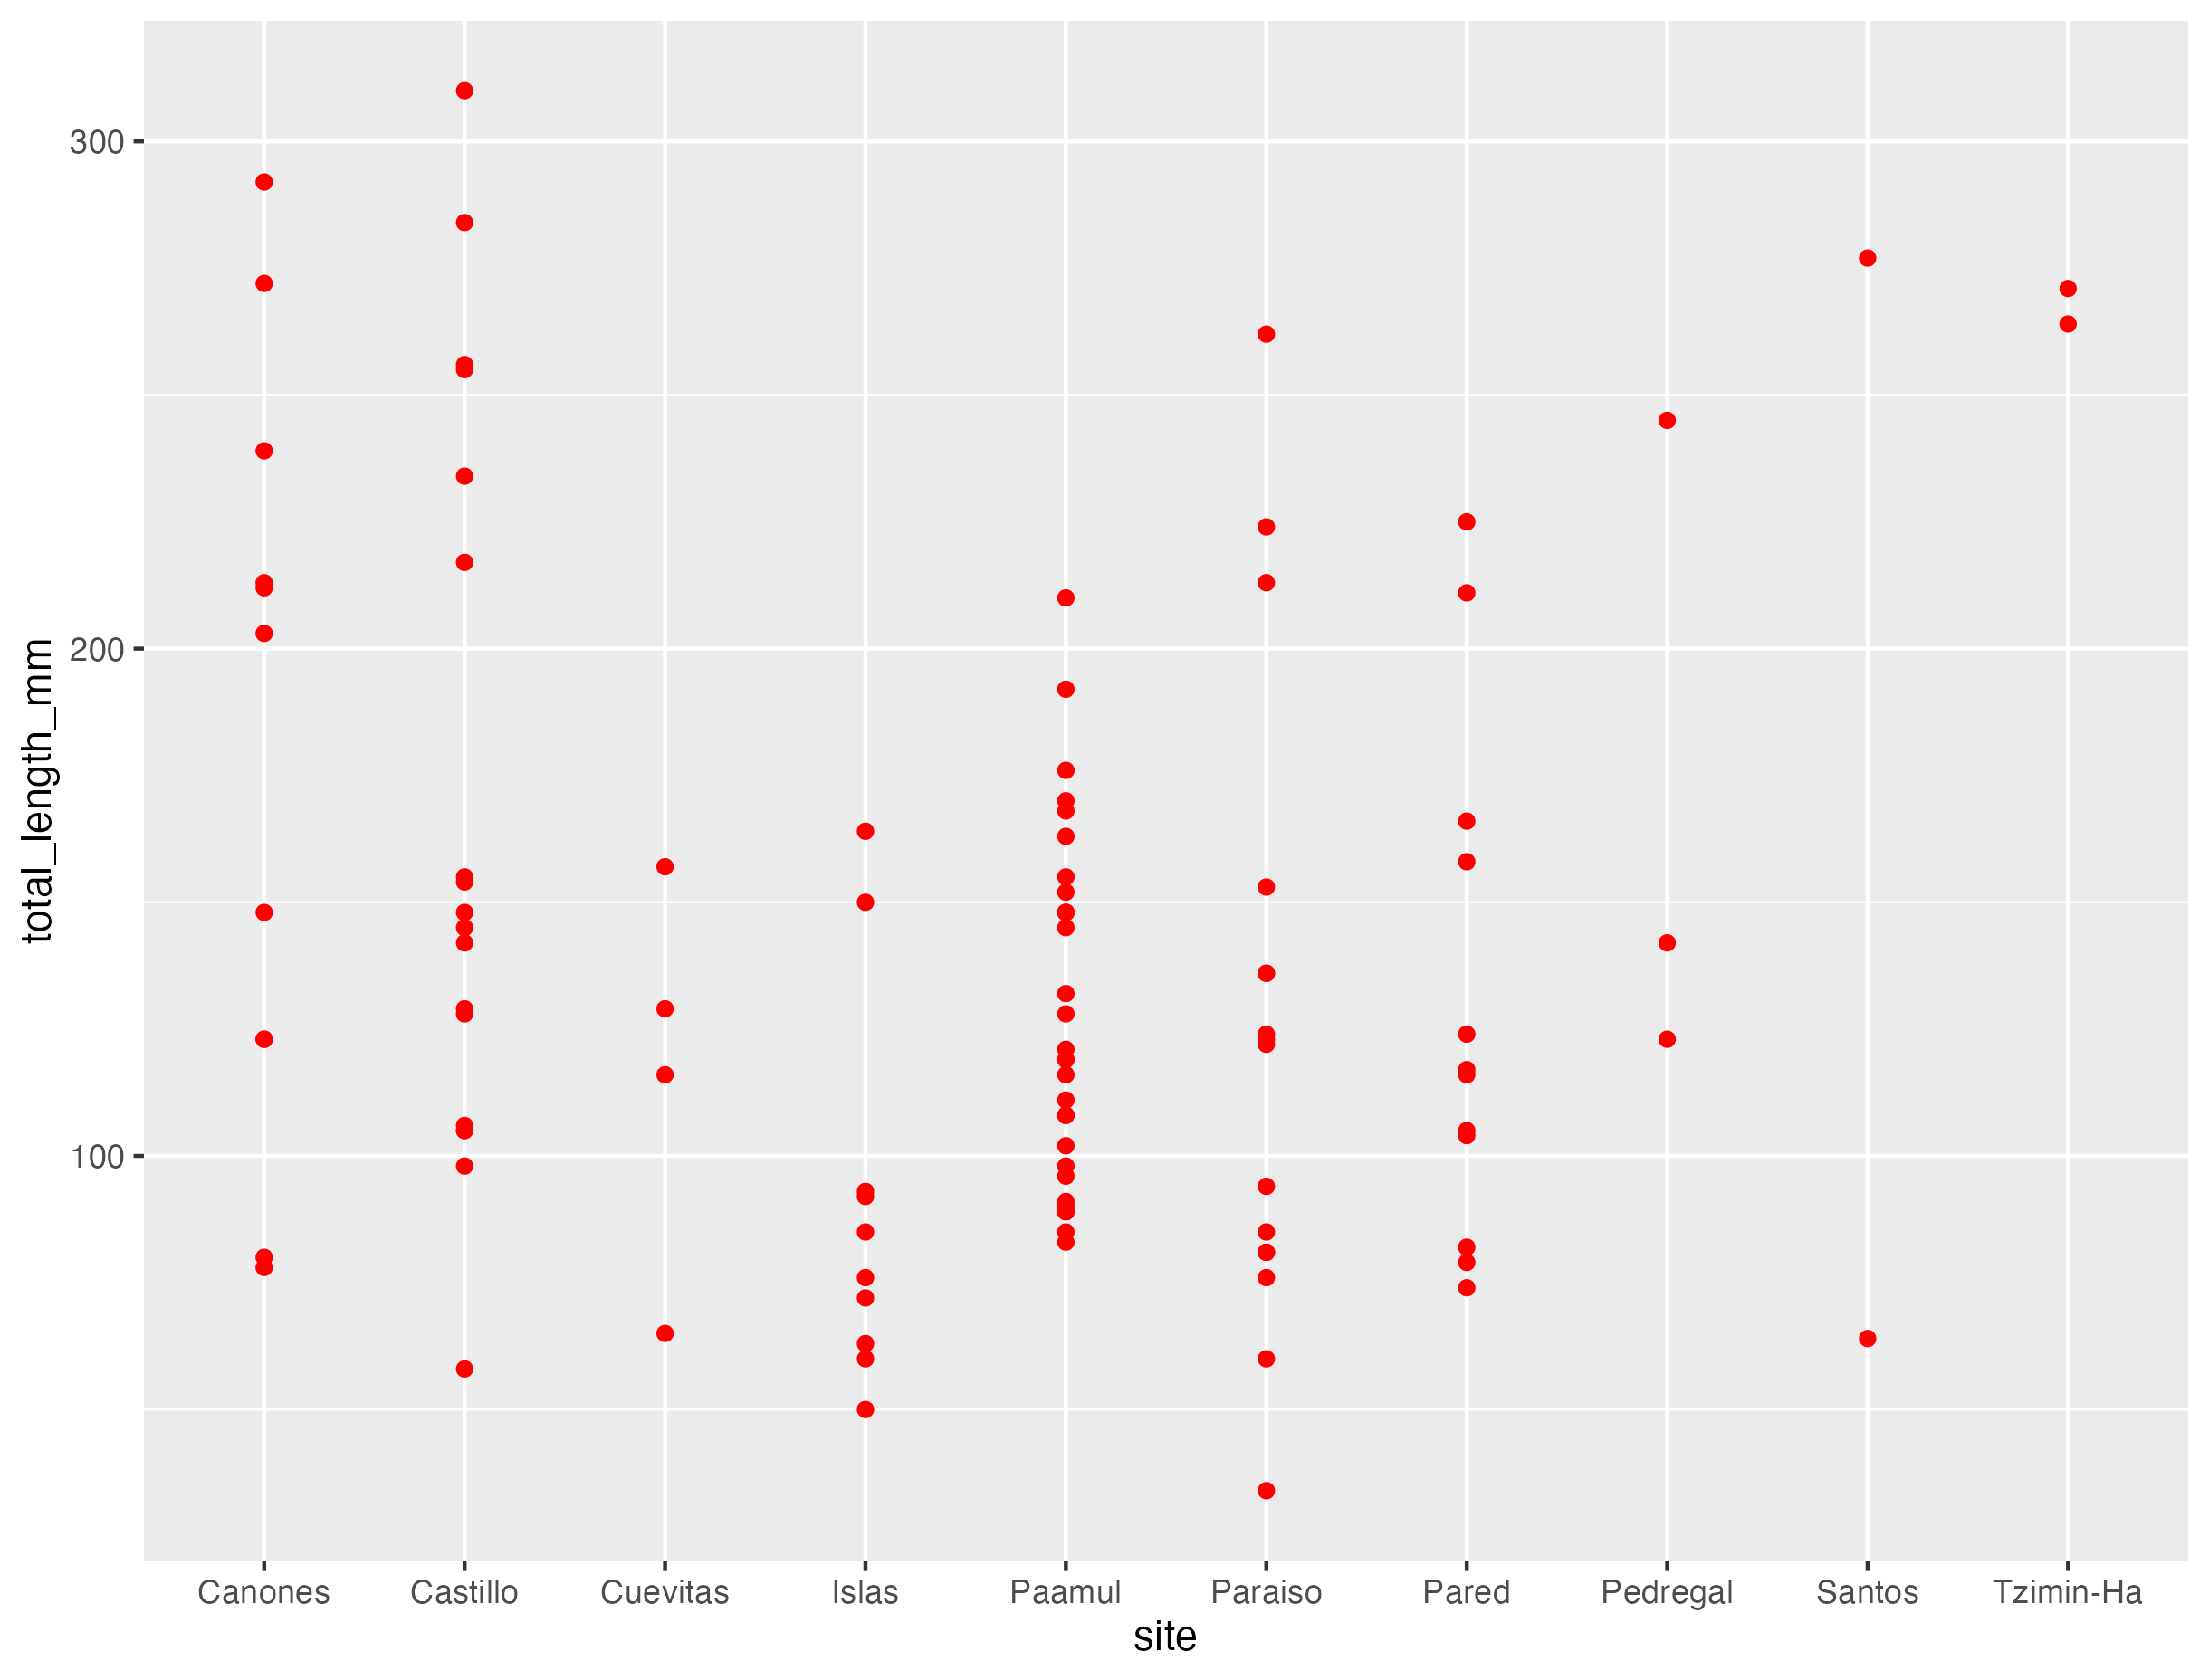 total_length_mm
300
200
100
Canones Castillo Cuevitas Islas Paamul Paraiso Pared Pedregal Santos Tzimin-Ha
site